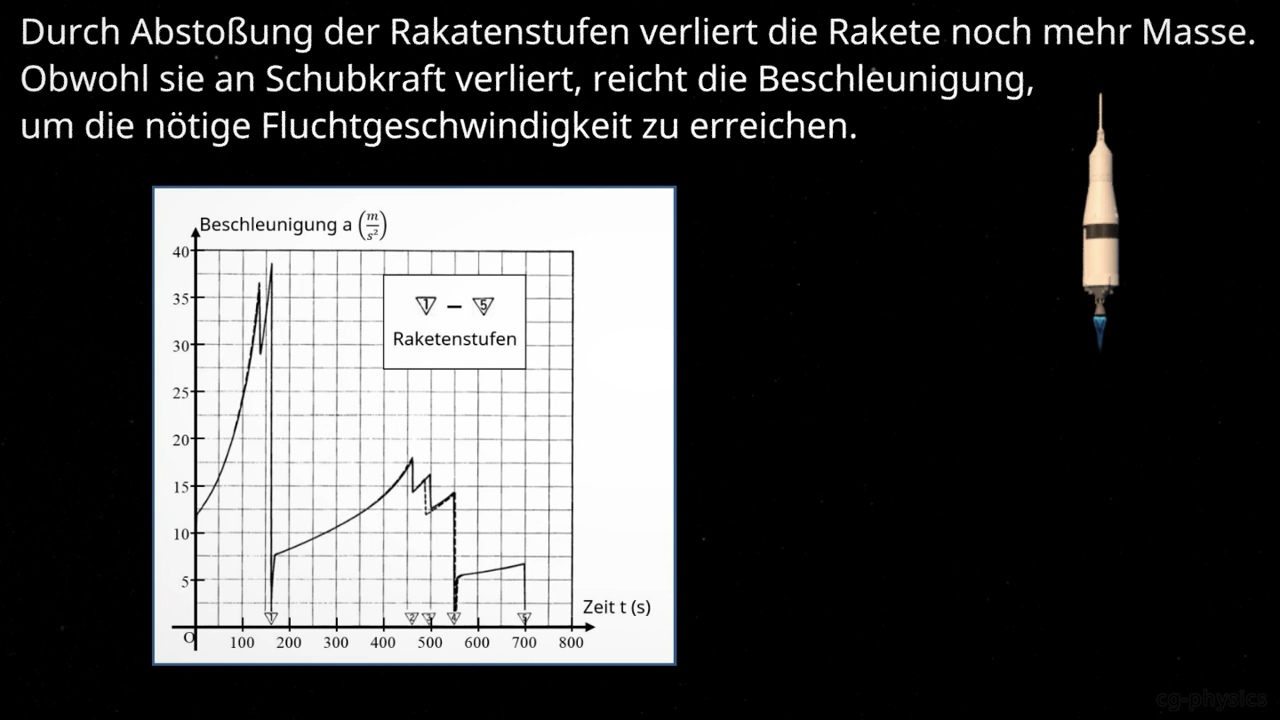 Durch Abstoßung der Rakatenstufen verliert die Rakete noch mehr Masse.
Obwohl sie an Schubkraft verliert, reicht die Beschleunigung,
um die nötige Fluchtgeschwindigkeit zu erreichen.
Beschleunigung a (m/s²)
40
35
30
25
20
15
10
5
O
1 – 5
Raketenstufen
1 2 3 4 5
Zeit t (s)
100 200 300 400 500 600 700 800
cg-physics